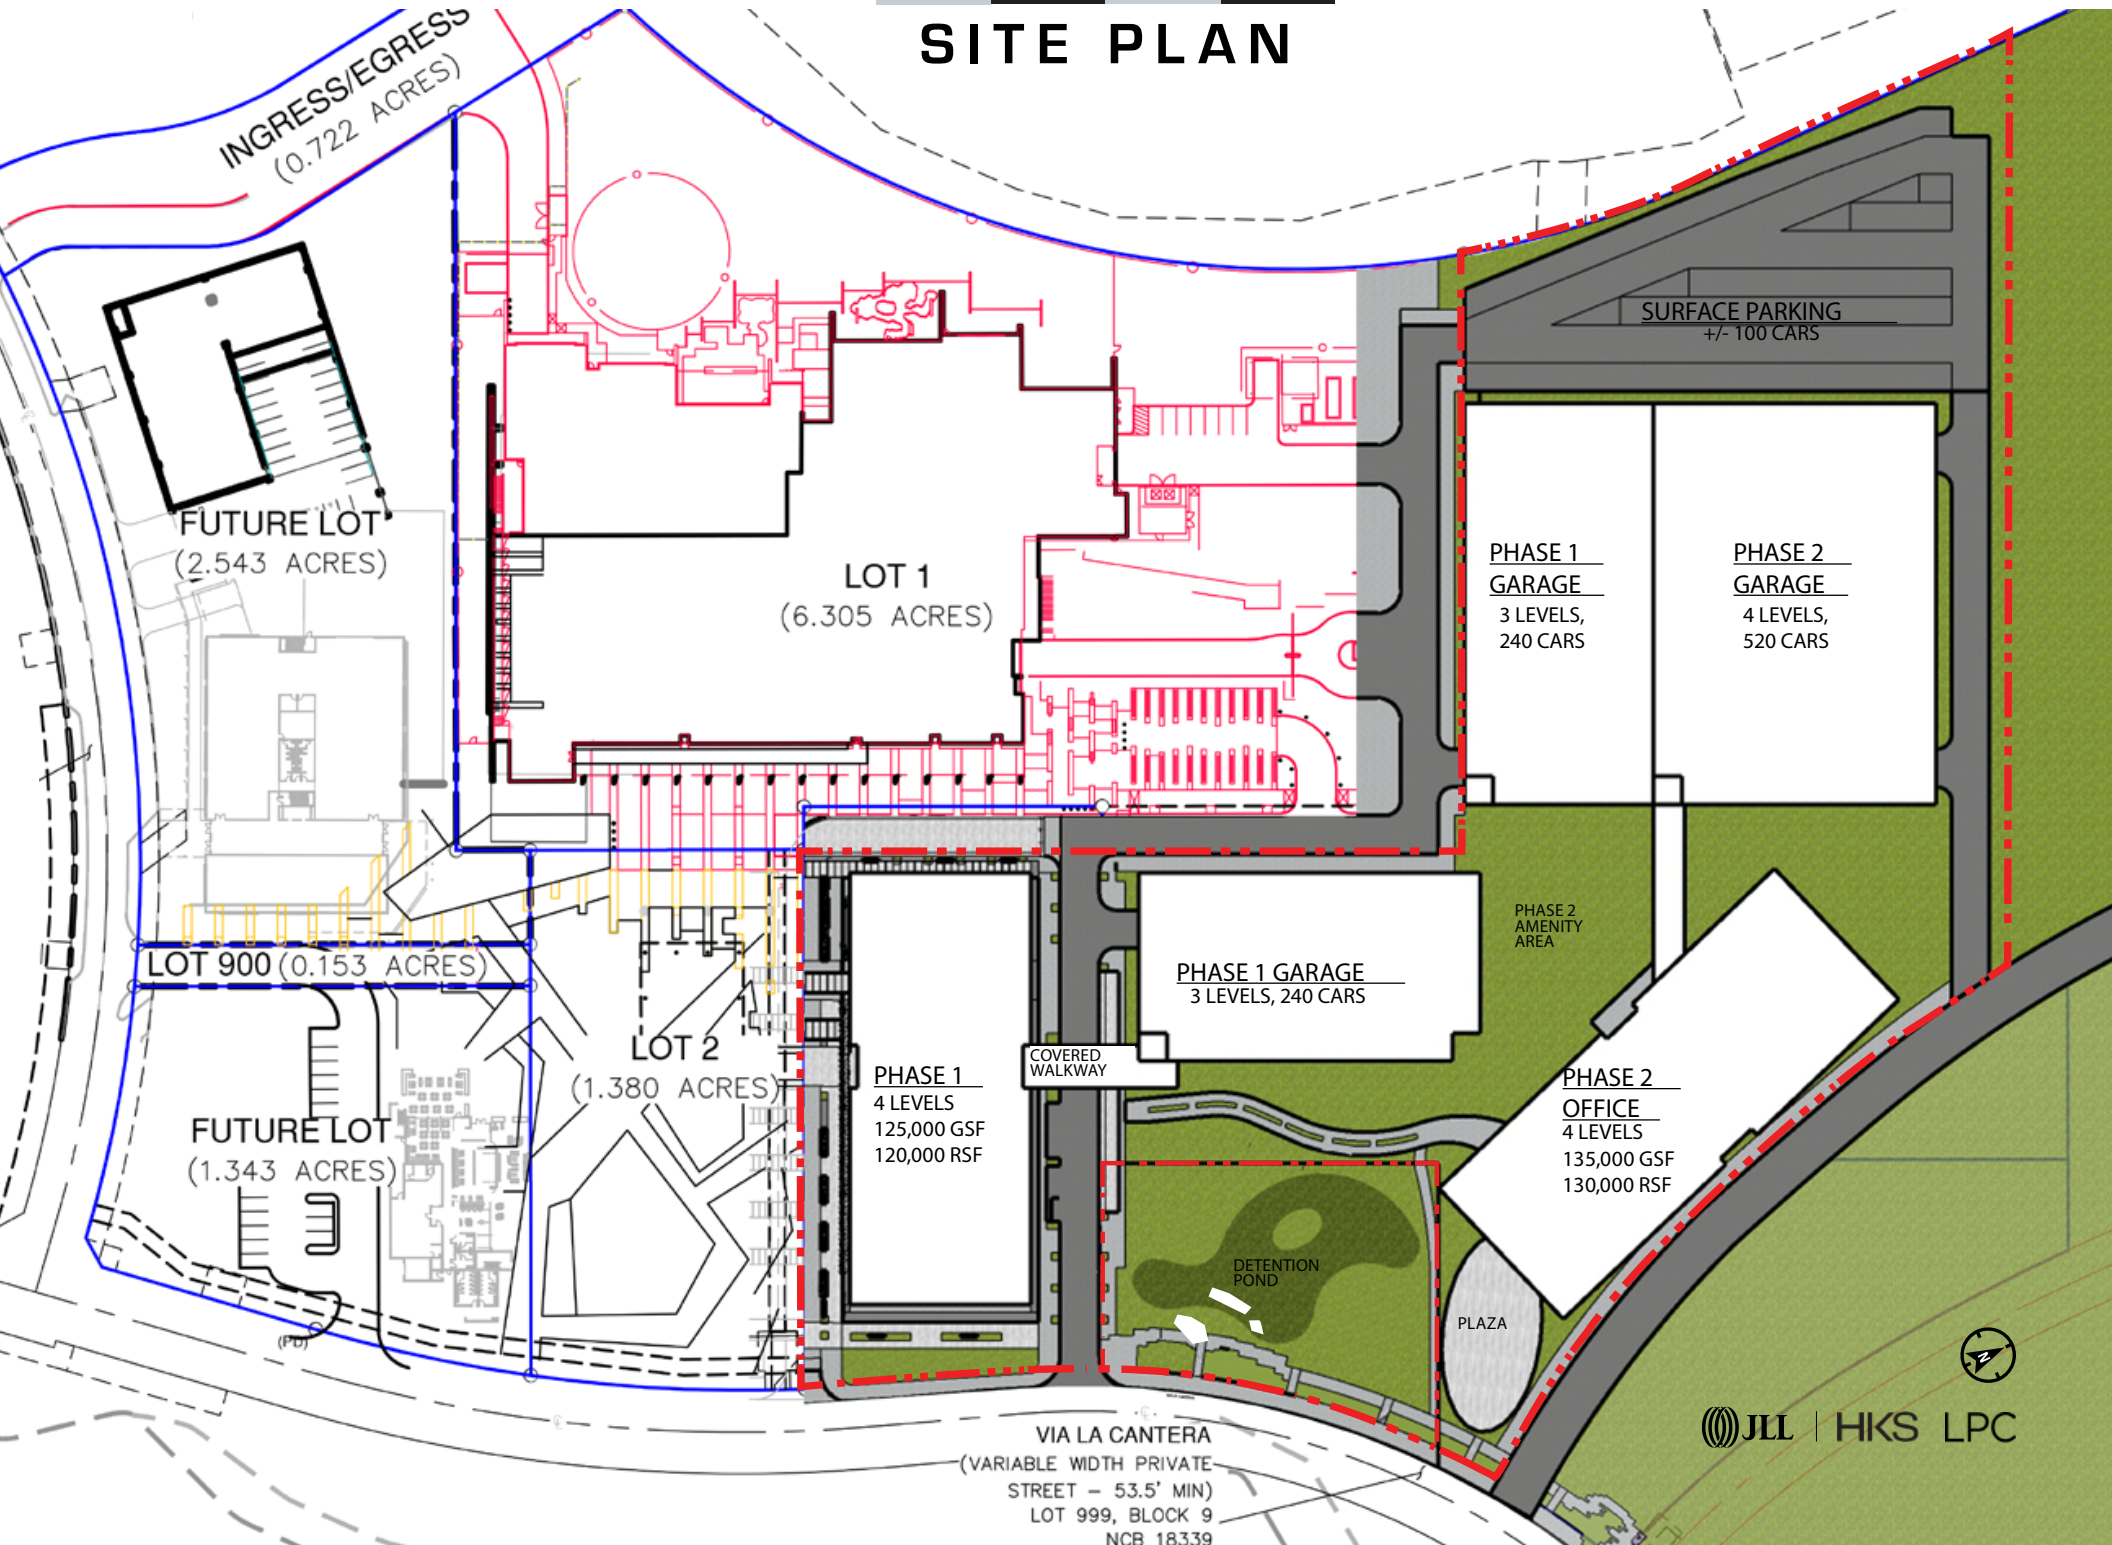 SITE PLAN
INGRESS/EGRESS
(0.722 ACRES)
SURFACE PARKING
+/- 100 CARS
FUTURE LOT
(2.543 ACRES)
LOT 1
(6.305 ACRES)
PHASE 1
GARAGE
3 LEVELS,
240 CARS
PHASE 2
GARAGE
4 LEVELS,
520 CARS
PHASE 2
AMENITY
AREA
LOT 900 (0.153 ACRES)
PHASE 1 GARAGE
3 LEVELS, 240 CARS
LOT 2
(1.380 ACRES)
COVERED
WALKWAY
PHASE 1
4 LEVELS
125,000 GSF
120,000 RSF
PHASE 2
OFFICE
4 LEVELS
135,000 GSF
130,000 RSF
FUTURE LOT
(1.343 ACRES)
DETENTION
POND
PLAZA
(PD)
N
JLL | HKS LPC
VIA LA CANTERA
(VARIABLE WIDTH PRIVATE
STREET – 53.5' MIN)
LOT 999, BLOCK 9
NCB 18339